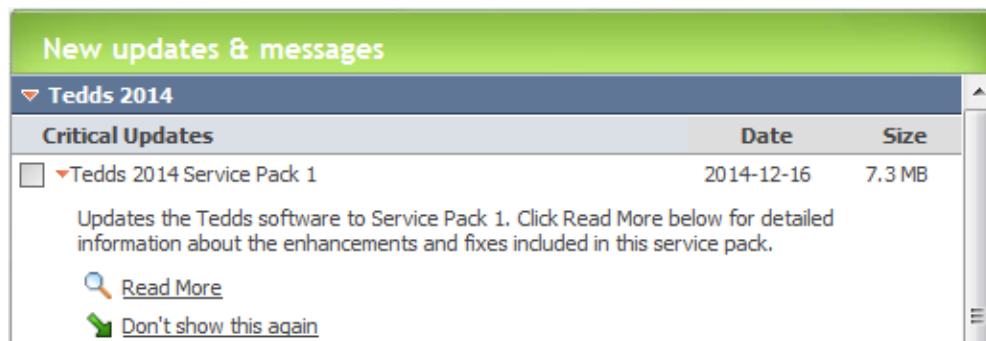 New updates & messages
Tedds 2014
Critical Updates Date Size
Tedds 2014 Service Pack 1 2014-12-16 7.3 MB
Updates the Tedds software to Service Pack 1. Click Read More below for detailed
information about the enhancements and fixes included in this service pack.
Read More
Don't show this again